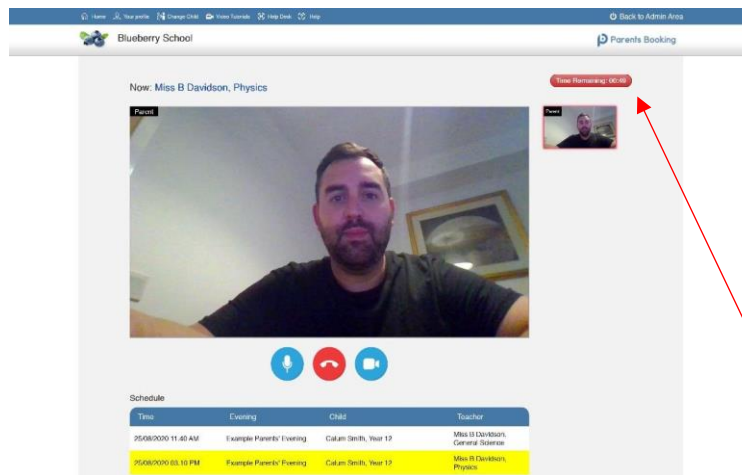 Home Your profile Change Child Video Tutorials Help Desk Help Back to Admin Area
Blueberry School Parents Booking
Now: Miss B Davidson, Physics Time Remaining: 00:49
Parent Parent
Schedule
Time Evening Child Teacher
25/08/2020 11.40 AM Example Parents' Evening Calum Smith, Year 12 Miss B Davidson,
General Science
25/08/2020 03.10 PM Example Parents' Evening Calum Smith, Year 12 Miss B Davidson,
Physics